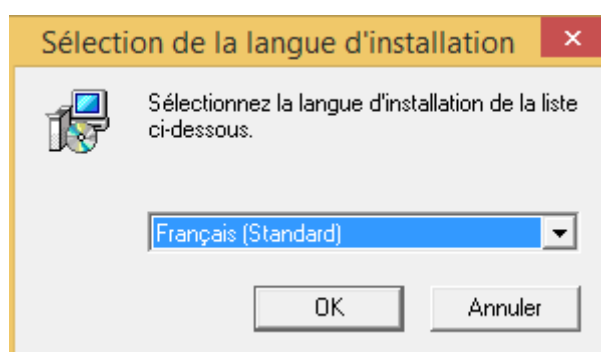 Sélection de la langue d'installation
Sélectionnez la langue d'installation de la liste
ci-dessous.
Français (Standard)
OK
Annuler